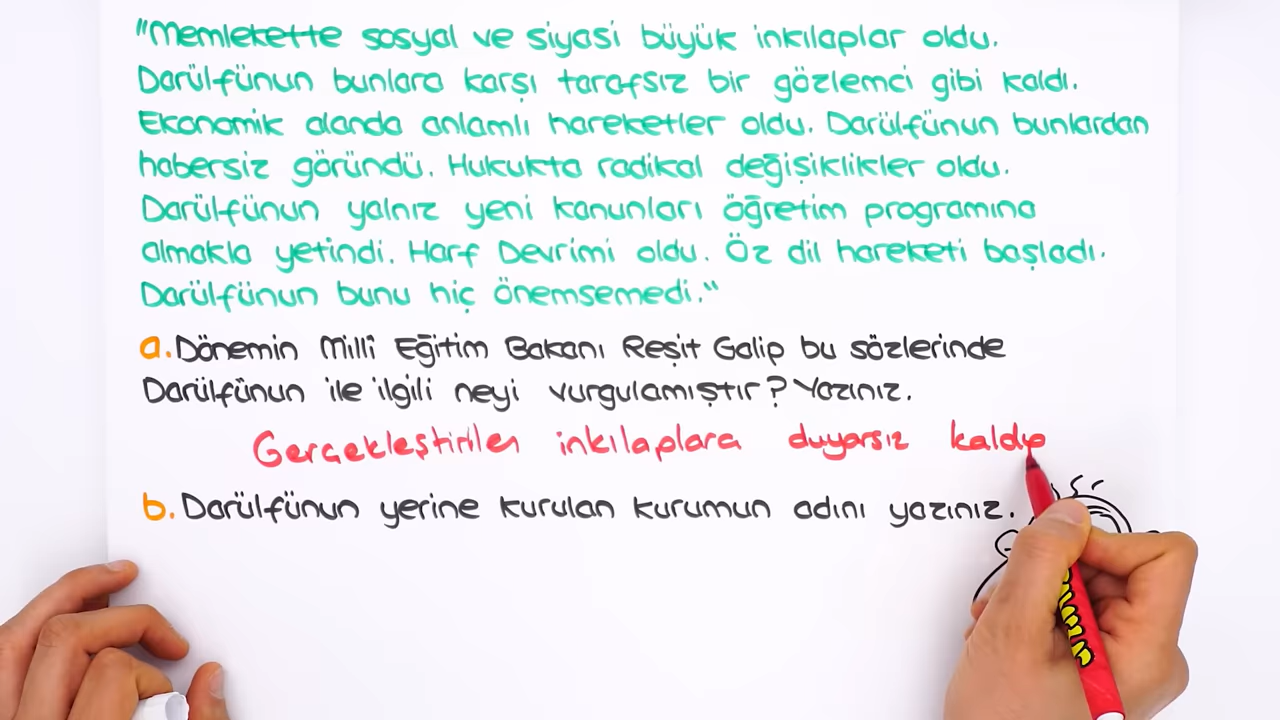 "Memlekette sosyal ve siyasi büyük inkılaplar oldu.
Darülfünun bunlara karşı tarafsız bir gözlemci gibi kaldı.
Ekonomik alanda anlamlı hareketler oldu. Darülfünun bunlardan
habersiz göründü. Hukukta radikal değişiklikler oldu.
Darülfünun yalnız yeni kanunları öğretim programına
almakla yetindi. Harf Devrimi oldu. Öz dil hareketi başladı.
Darülfünun bunu hiç önemsemedi."
a. Dönemin Millî Eğitim Bakanı Reşit Galip bu sözlerinde
Darülfünun ile ilgili neyi vurgulamıştır? Yazınız.
Gerçekleştirilen inkılaplara duyarsız
b. Darülfünun yerine kurulan kurumun adını yazınız.